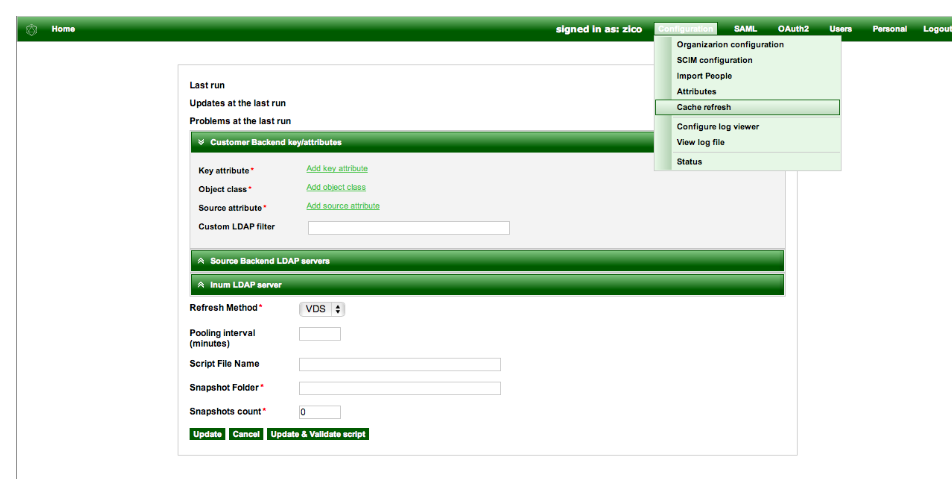 Home
signed in as: zico
Configuration
SAML
OAuth2
Users
Personal
Logout
Organizarion configuration
SCIM configuration
Import People
Attributes
Cache refresh
Configure log viewer
View log file
Status
Last run
Updates at the last run
Problems at the last run
Customer Backend key/attributes
Key attribute*
Add key attribute
Object class*
Add object class
Source attribute*
Add source attribute
Custom LDAP filter
Source Backend LDAP servers
Inum LDAP server
Refresh Method*
VDS
Pooling interval
(minutes)
Script File Name
Snapshot Folder*
Snapshots count*
0
Update
Cancel
Update & Validate script